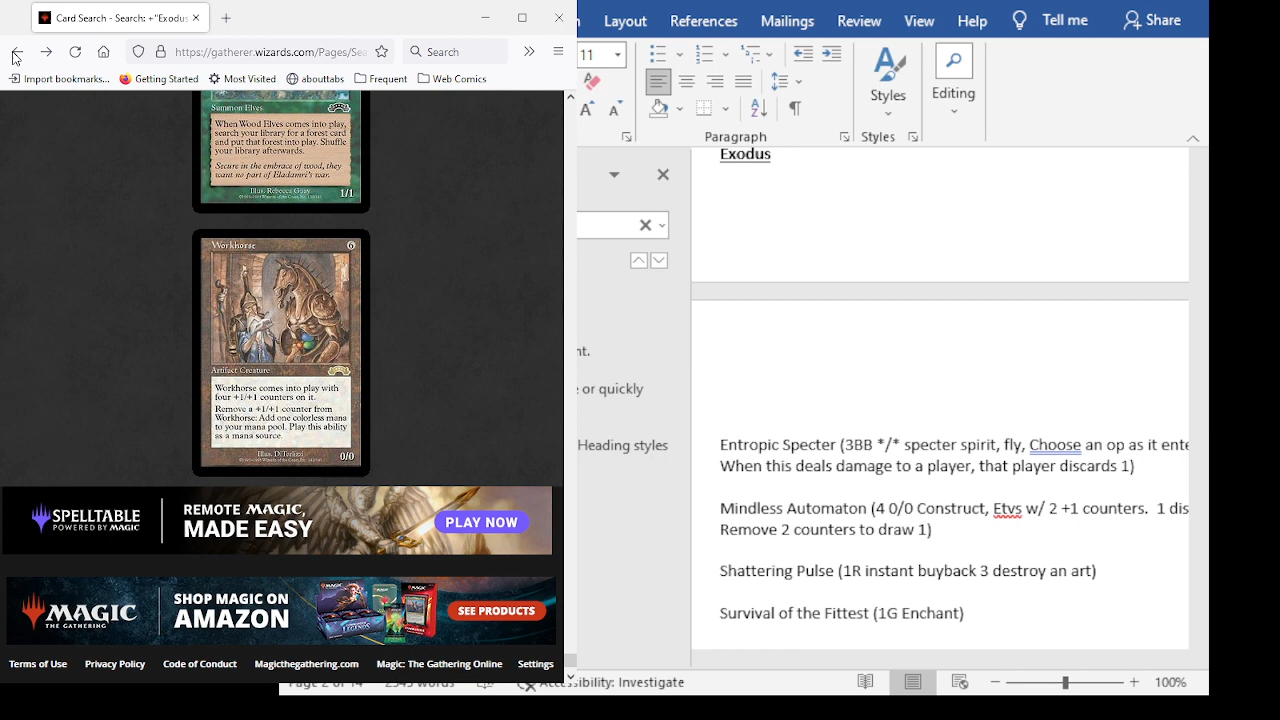 Card Search - Search: +"Exodus
https://gatherer.wizards.com/Pages/Sea
Search
Import bookmarks...
Getting Started
Most Visited
abouttabs
Frequent
Web Comics
Summon Elves
When Wood Elves comes into play,
search your library for a forest card
and put that forest into play. Shuffle
your library afterwards.
Secure in the embrace of wood, they
want no part of Eladamri's war.
Illus. Rebecca Guay
1/1
Workhorse 6
Artifact Creature
Workhorse comes into play with
four +1/+1 counters on it.
Remove a +1/+1 counter from
Workhorse: Add one colorless mana
to your mana pool. Play this ability
as a mana source.
Illus. DiTerlizzi
0/0
SPELLTABLE
POWERED BY MAGIC
REMOTE MAGIC,
MADE EASY
PLAY NOW
MAGIC
THE GATHERING
SHOP MAGIC ON
AMAZON
SEE PRODUCTS
Terms of Use
Privacy Policy
Code of Conduct
Magicthegathering.com
Magic: The Gathering Online
Settings
Layout
References
Mailings
Review
View
Help
Tell me
Share
11
Styles
Editing
Paragraph
Styles
nt.
or quickly
Heading styles
Exodus
Entropic Specter (3BB */* specter spirit, fly, Choose an op as it ente
When this deals damage to a player, that player discards 1)
Mindless Automaton (4 0/0 Construct, Etvs w/ 2 +1 counters.  1 dis
Remove 2 counters to draw 1)
Shattering Pulse (1R instant buyback 3 destroy an art)
Survival of the Fittest (1G Enchant)
Page 2 of 14
2545 words
Accessibility: Investigate
100%